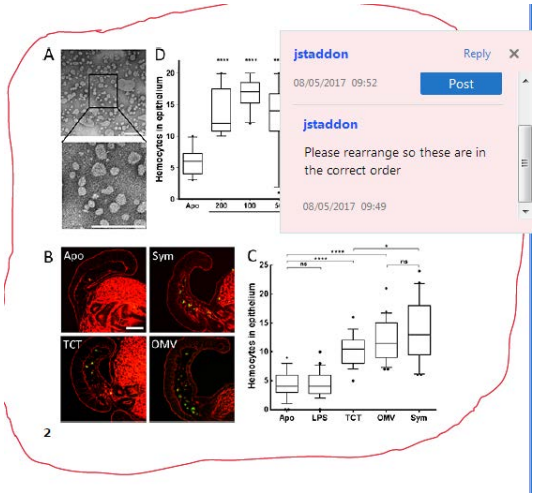 A
D
Hemocytes in epithelium
20
15
10
5
0
****
****
Apo
200
100
jstaddon
Reply
×
08/05/2017 09:52
Post
jstaddon
Please rearrange so these are in
the correct order
08/05/2017 09:49
B
Apo
Sym
TCT
OMV
C
Hemocytes in epithelium
25
20
15
10
5
0
****
****
ns
*
ns
Apo
LPS
TCT
OMV
Sym
2